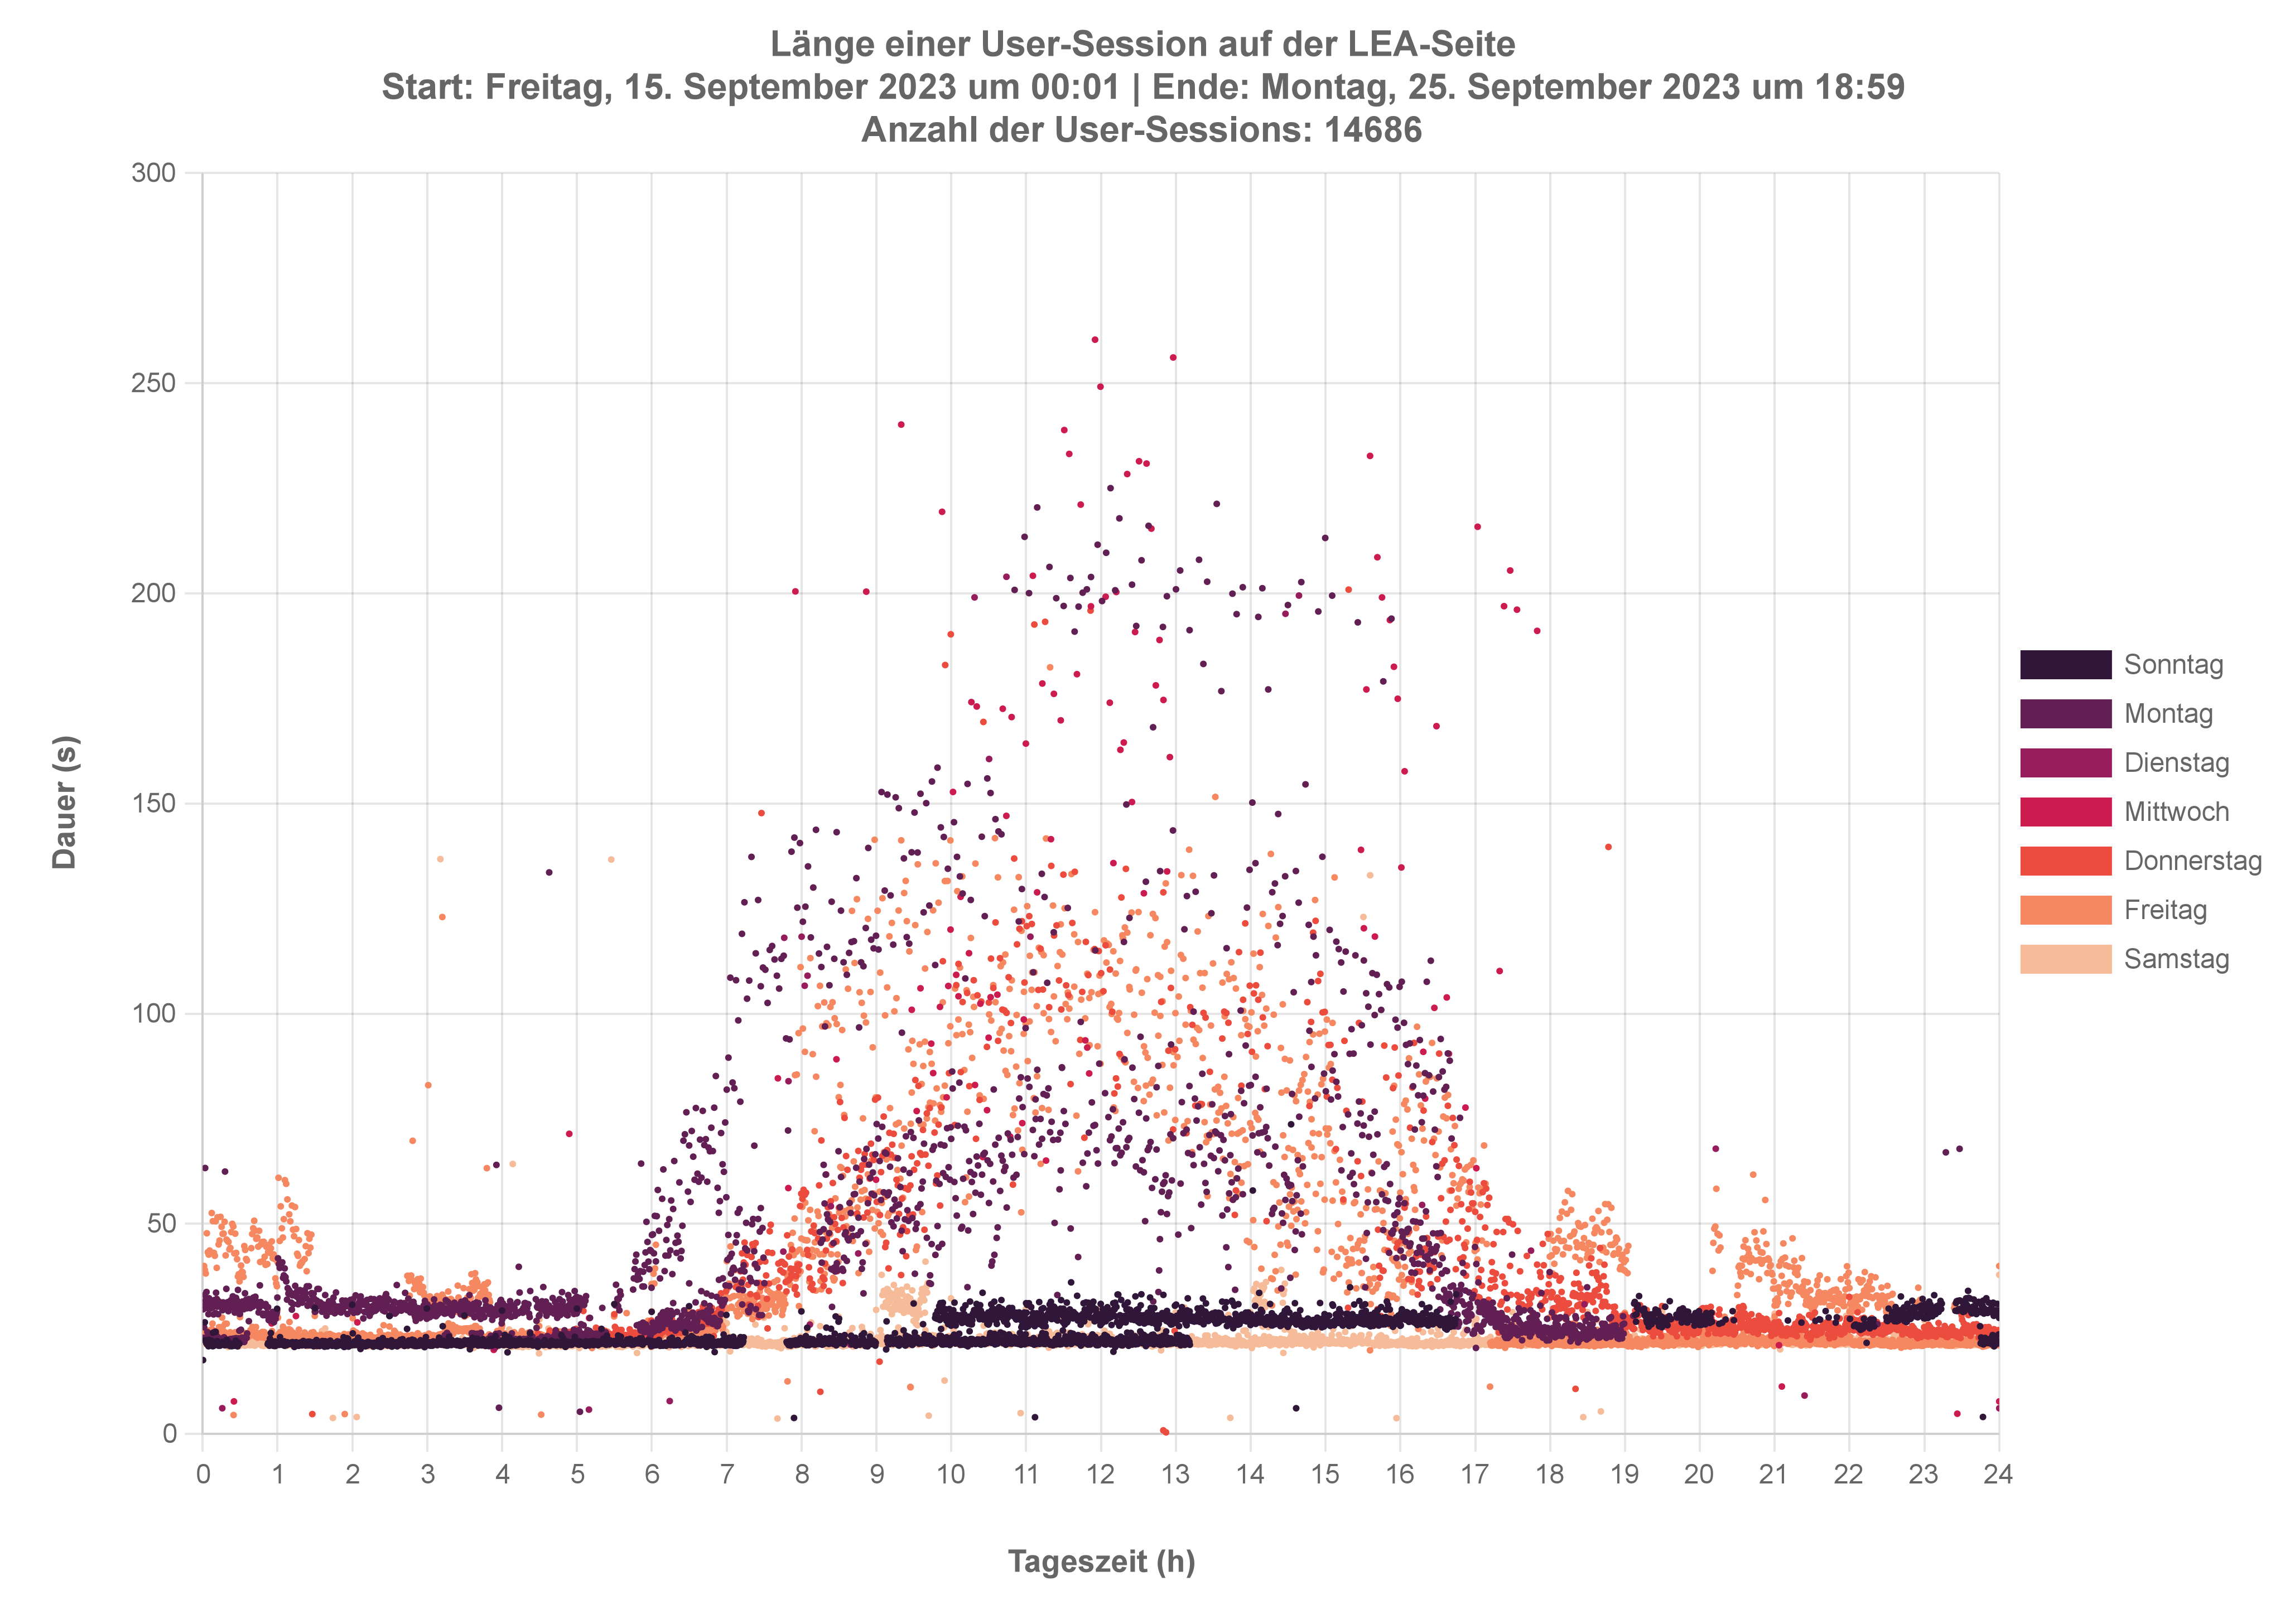 Länge einer User-Session auf der LEA-Seite
Start: Freitag, 15. September 2023 um 00:01 | Ende: Montag, 25. September 2023 um 18:59
Anzahl der User-Sessions: 14686
300
250
200
150
100
50
0
Dauer (s)
0 1 2 3 4 5 6 7 8 9 10 11 12 13 14 15 16 17 18 19 20 21 22 23 24
Tageszeit (h)
Sonntag
Montag
Dienstag
Mittwoch
Donnerstag
Freitag
Samstag